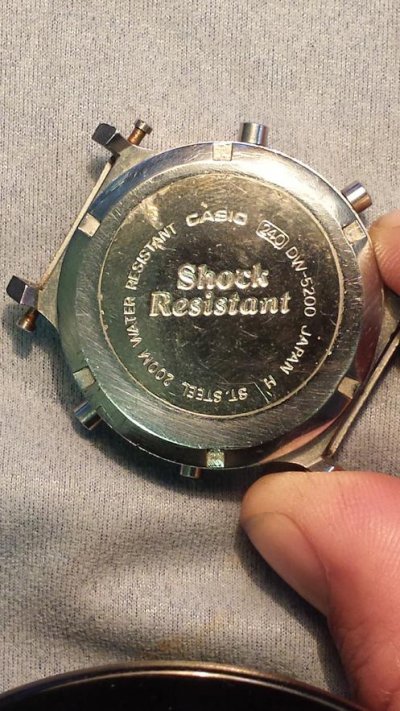 CASIO 240 DW-5200 JAPAN H ST.STEEL 200M WATER RESISTANT
Shock
Resistant